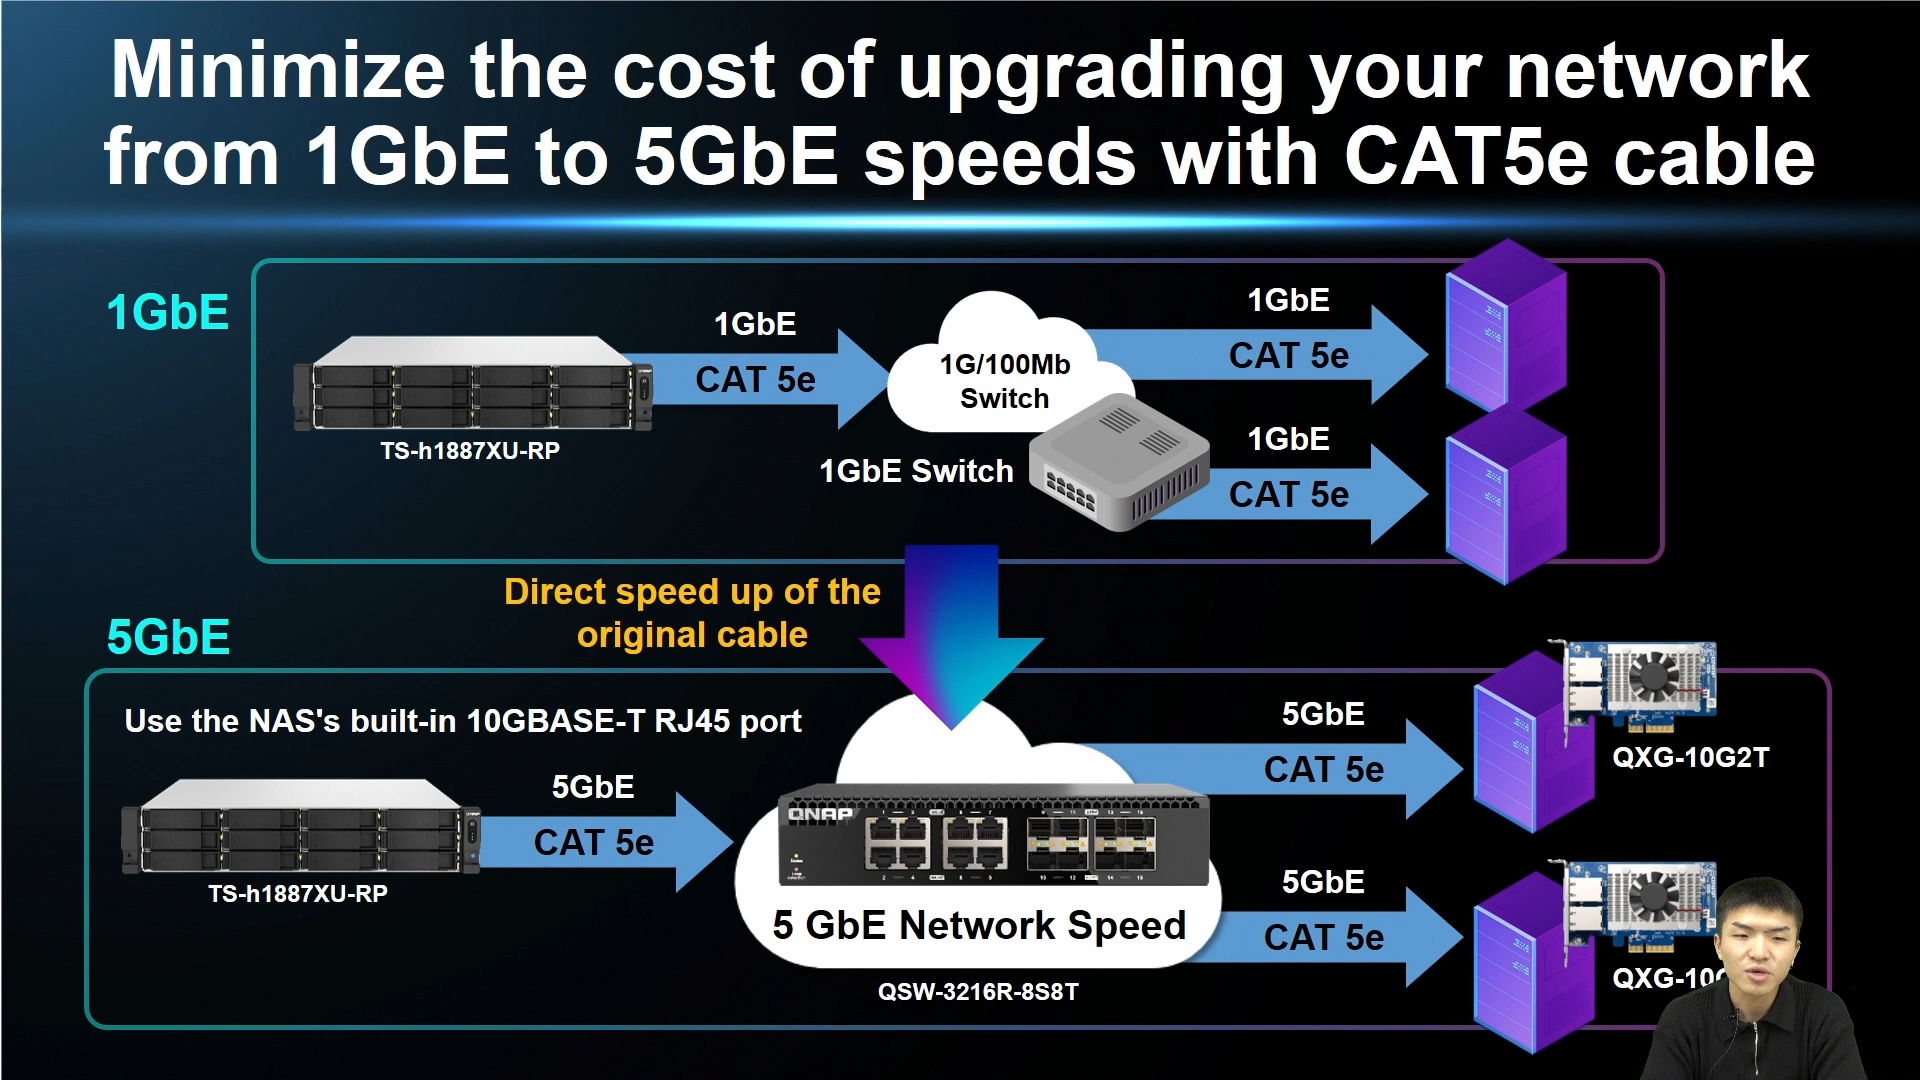 Minimize the cost of upgrading your network
from 1GbE to 5GbE speeds with CAT5e cable
1GbE
1GbE
CAT 5e
1G/100Mb
Switch
1GbE
CAT 5e
TS-h1887XU-RP
1GbE Switch
1GbE
CAT 5e
Direct speed up of the
original cable
5GbE
Use the NAS's built-in 10GBASE-T RJ45 port
5GbE
CAT 5e
TS-h1887XU-RP
QNAP
5 GbE Network Speed
QSW-3216R-8S8T
5GbE
CAT 5e
QXG-10G2T
5GbE
CAT 5e
QXG-10